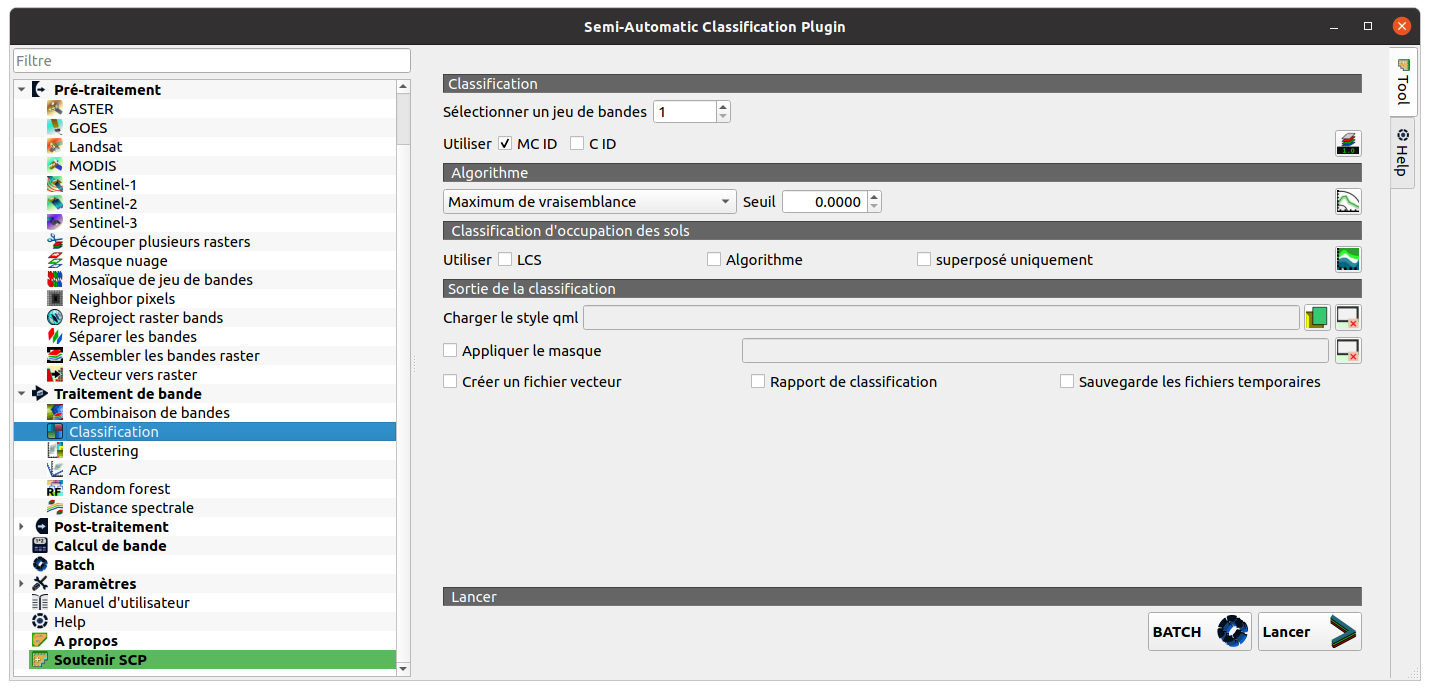 Semi-Automatic Classification Plugin
Filtre
Pré-traitement
ASTER
GOES
Landsat
MODIS
Sentinel-1
Sentinel-2
Sentinel-3
Découper plusieurs rasters
Masque nuage
Mosaïque de jeu de bandes
Neighbor pixels
Reproject raster bands
Séparer les bandes
Assembler les bandes raster
Vecteur vers raster
Traitement de bande
Combinaison de bandes
Classification
Clustering
ACP
RF Random forest
Distance spectrale
Post-traitement
Calcul de bande
Batch
Paramètres
Manuel d'utilisateur
Help
A propos
Soutenir SCP
Classification
Sélectionner un jeu de bandes 1
Utiliser MC ID C ID
Algorithme
Maximum de vraisemblance Seuil 0.0000
Classification d'occupation des sols
Utiliser LCS Algorithme superposé uniquement
Sortie de la classification
Charger le style qml
Appliquer le masque
Créer un fichier vecteur Rapport de classification Sauvegarde les fichiers temporaires
Lancer
BATCH Lancer
Tool
Help